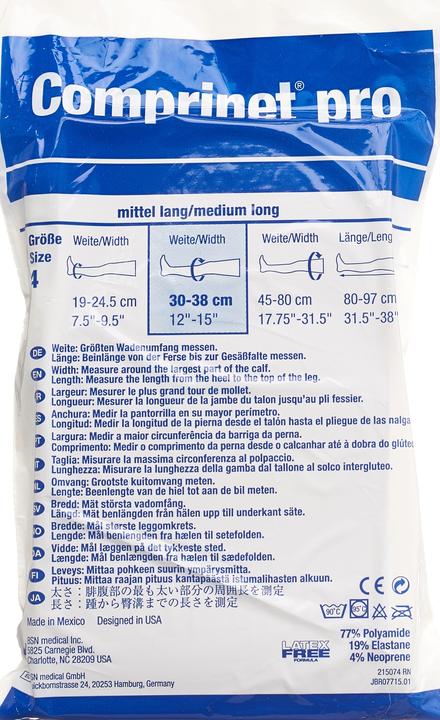 Comprinet® pro
mittel lang/medium long
Größe
Size
4
Weite/Width
Weite/Width
Weite/Width
Länge/Leng
19-24.5 cm
30-38 cm
45-80 cm
80-97 cm
7.5"-9.5"
12"-15"
17.75"-31.5"
31.5"-38"
DE Weite: Größten Wadenumfang messen.
Länge: Beinlänge von der Ferse bis zur Gesäßfalte messen.
EN Width: Measure around the largest part of the calf.
Length: Measure the length from the heel to the top of the leg.
Largeur: Mesurer le plus grand tour de mollet.
Longueur: Mesurer la longueur de la jambe du talon jusqu'au pli fessier.
Anchura: Medir la pantorrilla en su mayor perímetro.
Longitud: Medir la longitud de la pierna desde el talón hasta el pliegue de las nalga
PT Largura: Medir a maior circunferência da barriga da perna.
Comprimento: Medir o comprimento da perna desde o calcanhar até à dobra do glúteo
Taglia: Misurare la massima circonferenza al polpaccio.
Lunghezza: Misurare la lunghezza della gamba dal tallone al solco intergluteo.
NL Omvang: Grootste kuitomvang meten.
Lengte: Beenlengte van de hiel tot aan de bil meten.
SV Bredd: Mät största vadomfång.
Längd: Mät benlängden från hälen upp till underkant säte.
NO Bredde: Mål største leggomkrets.
Lengde: Mål benlengden fra hælen til setefolden.
DA Vidde: Mål læggen på det tykkeste sted.
Længde: Mål benlængden fra hælen til sædefolden.
FI Leveys: Mittaa pohkeen suurin ympärysmitta.
Pituus: Mittaa raajan pituus kantapäästä istumalihasten alkuun.
JA 太さ：腓腹部の最も太い部分の周囲長を測定
長さ：踵から臀溝までの長さを測定
CE
Made in Mexico Designed in USA
95°C
BSN medical Inc.
5825 Carnegie Blvd.
Charlotte, NC 28209 USA
LATEX
FREE
FORMULA
77% Polyamide
19% Elastane
4% Neoprene
BSN medical GmbH
uickbornstrasse 24, 20253 Hamburg, Germany
215074 RN
JBR07715.01